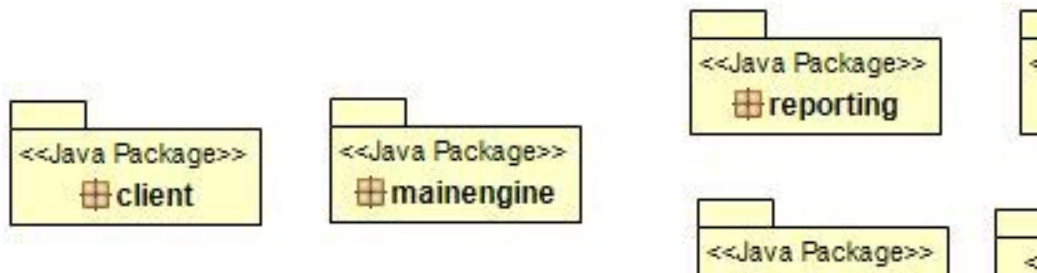 <<Java Package>>
reporting
<<Java Package>>
client
<<Java Package>>
mainengine
<<Java Package>>